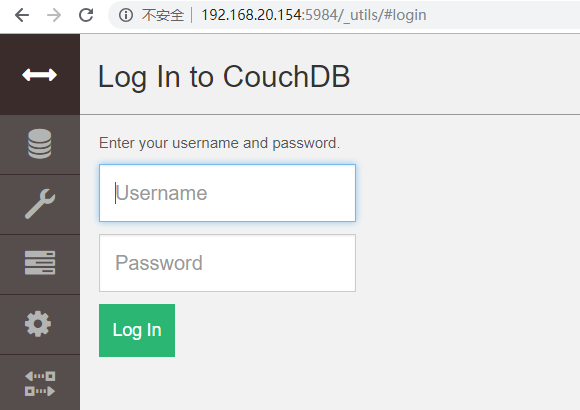 不安全 192.168.20.154:5984/_utils/#login
Log In to CouchDB
Enter your username and password.
Username
Password
Log In